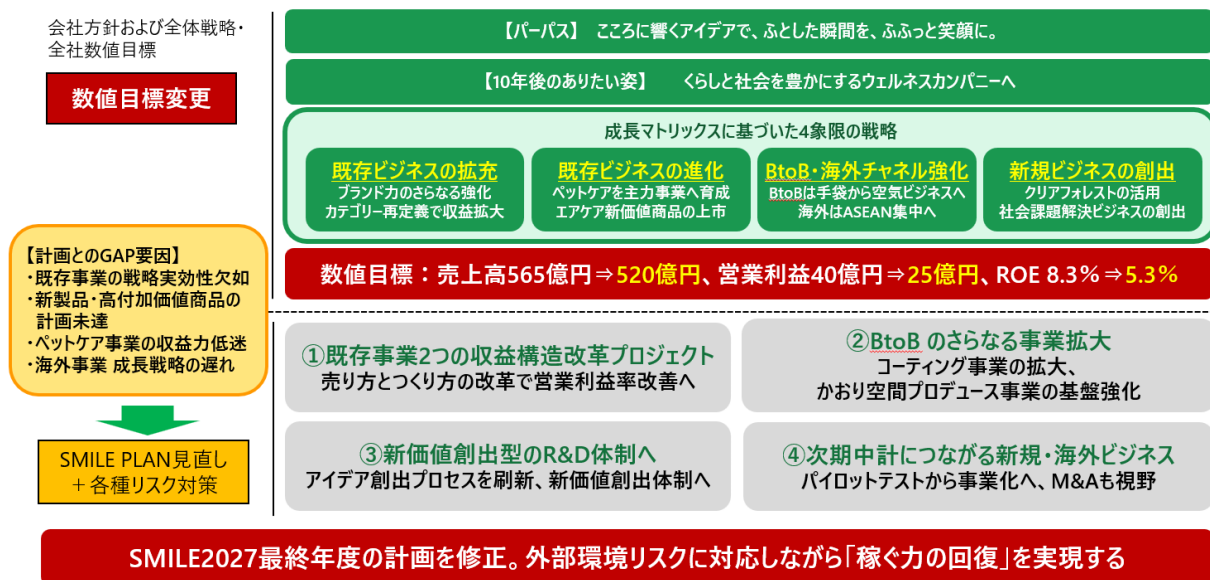 会社方針および全体戦略・
全社数値目標
数値目標変更
【パーパス】 こころに響くアイデアで、ふとした瞬間を、ふふっと笑顔に。
【10年後のありたい姿】 くらしと社会を豊かにするウェルネスカンパニーへ
成長マトリックスに基づいた4象限の戦略
既存ビジネスの拡充
ブランド力のさらなる強化
カテゴリー再定義で収益拡大
既存ビジネスの進化
ペットケアを主力事業へ育成
エアケア新価値商品の上市
BtoB・海外チャネル強化
BtoBは手袋から空気ビジネスへ
海外はASEAN集中へ
新規ビジネスの創出
クリアフォレストの活用
社会課題解決ビジネスの創出
数値目標：売上高565億円⇒520億円、営業利益40億円⇒25億円、ROE 8.3％⇒5.3％
【計画とのGAP要因】
・既存事業の戦略実効性欠如
・新製品・高付加価値商品の
計画未達
・ペットケア事業の収益力低迷
・海外事業 成長戦略の遅れ
SMILE PLAN見直し
＋各種リスク対策
①既存事業2つの収益構造改革プロジェクト
売り方とつくり方の改革で営業利益率改善へ
②BtoB のさらなる事業拡大
コーティング事業の拡大、
かおり空間プロデュース事業の基盤強化
③新価値創出型のR&D体制へ
アイデア創出プロセスを刷新、新価値創出体制へ
④次期中計につながる新規・海外ビジネス
パイロットテストから事業化へ、M&Aも視野
SMILE2027最終年度の計画を修正。外部環境リスクに対応しながら「稼ぐ力の回復」を実現する